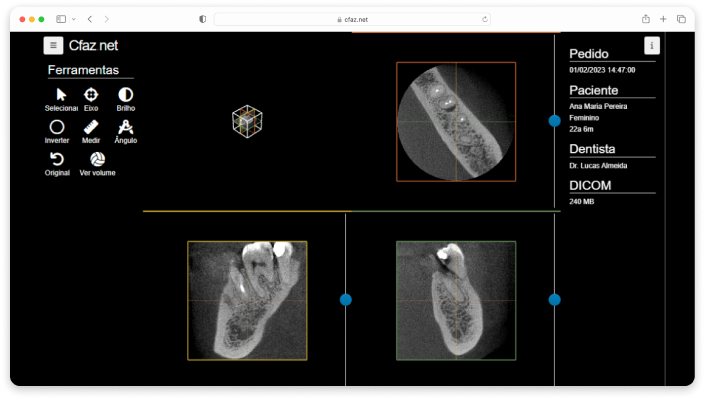 cfaz.net
Cfaz net
Ferramentas
Selecionar Eixo Brilho
Inverter Medir Ângulo
Original Ver volume
i
Pedido
01/02/2023 14:47:00
Paciente
Ana Maria Pereira
Feminino
22a 6m
Dentista
Dr. Lucas Almeida
DICOM
240 MB